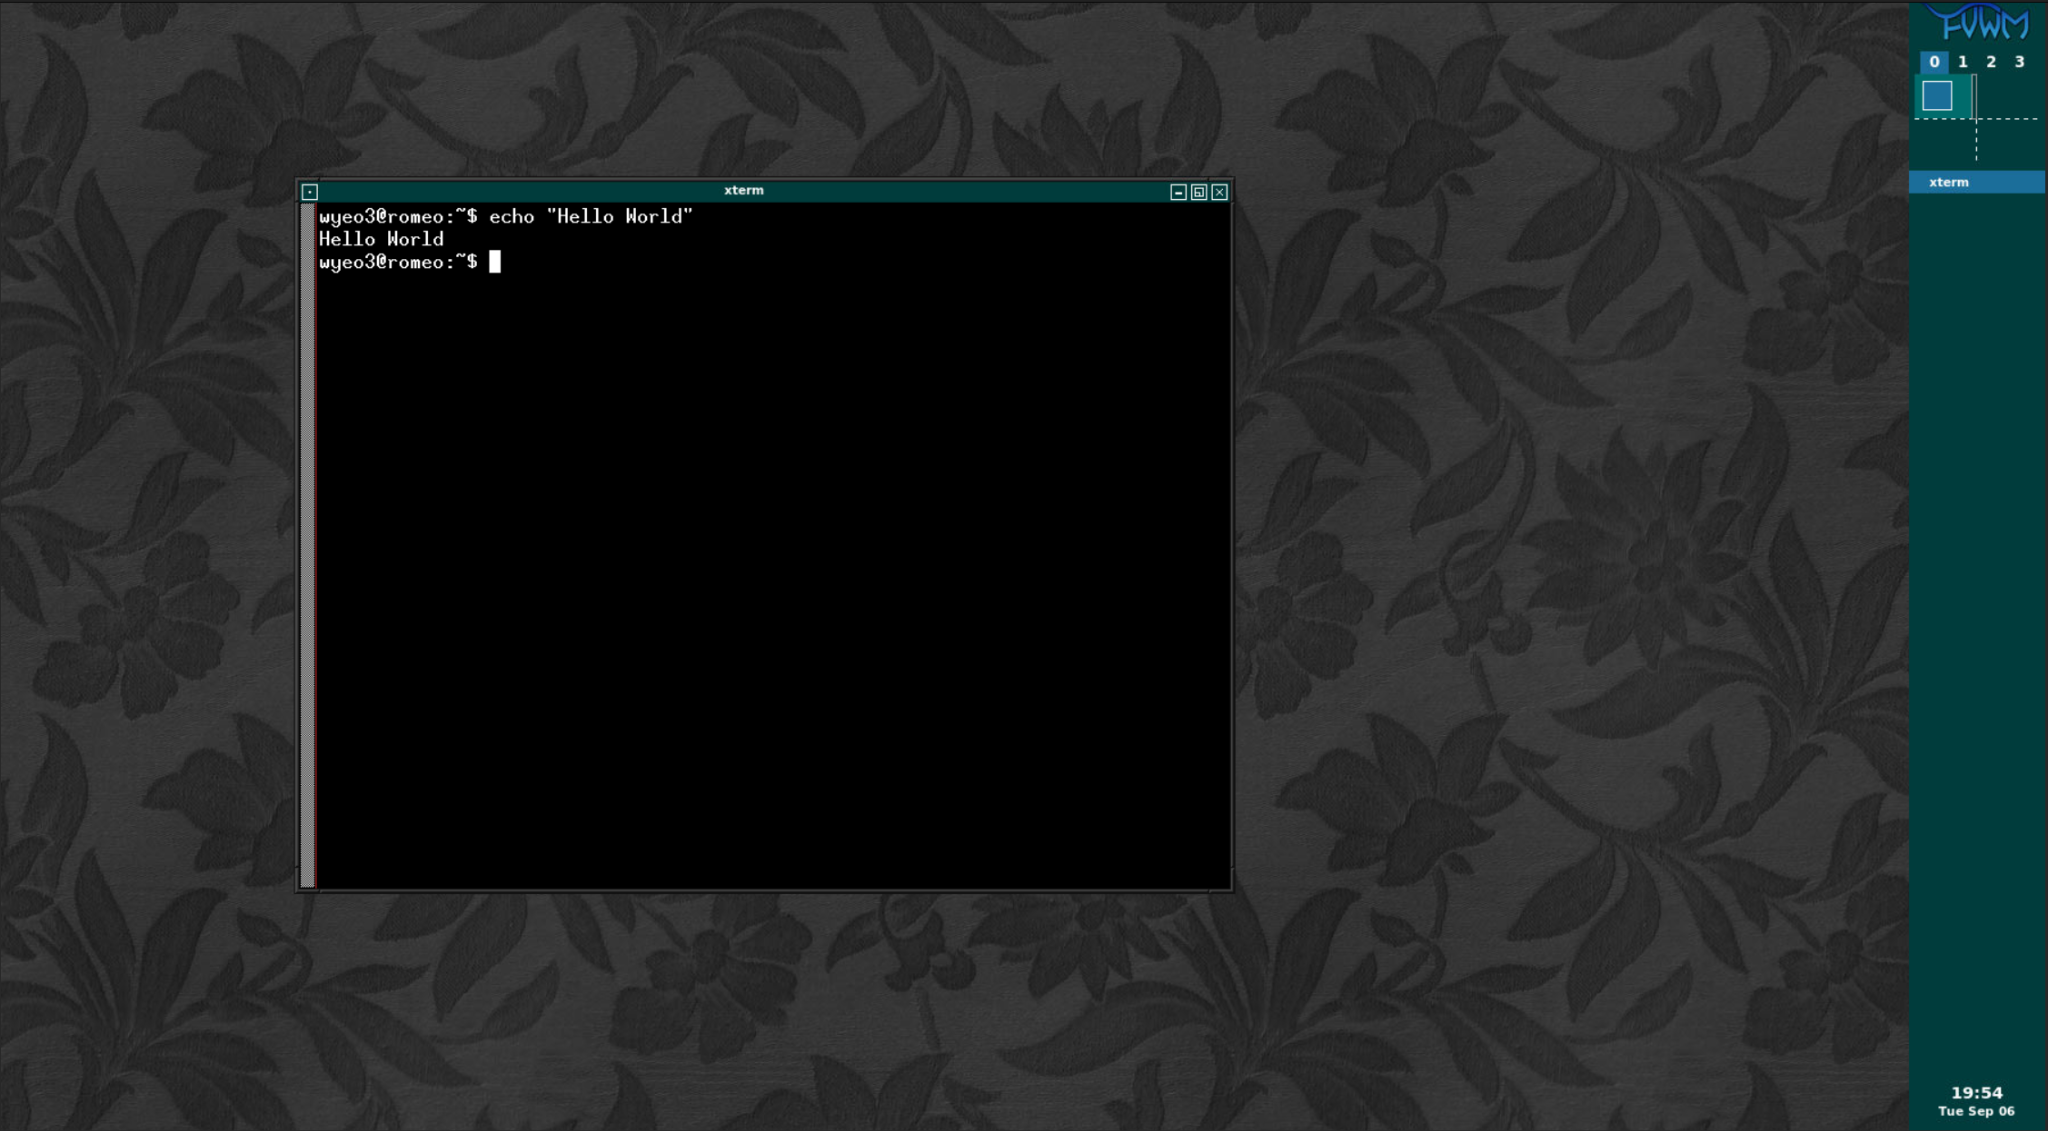 FVWM
0 1 2 3
xterm
xterm
wyeo3@romeo:~$ echo "Hello World"
Hello World
wyeo3@romeo:~$
19:54
Tue Sep 06